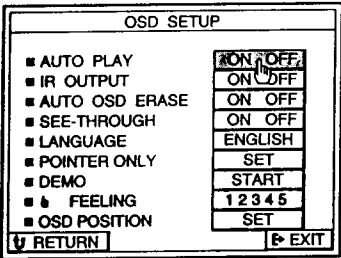 OSD SETUP
AUTO PLAY ON OFF
IR OUTPUT ON OFF
AUTO OSD ERASE ON OFF
SEE-THROUGH ON OFF
LANGUAGE ENGLISH
POINTER ONLY SET
DEMO START
FEELING 1 2 3 4 5
OSD POSITION SET
RETURN EXIT